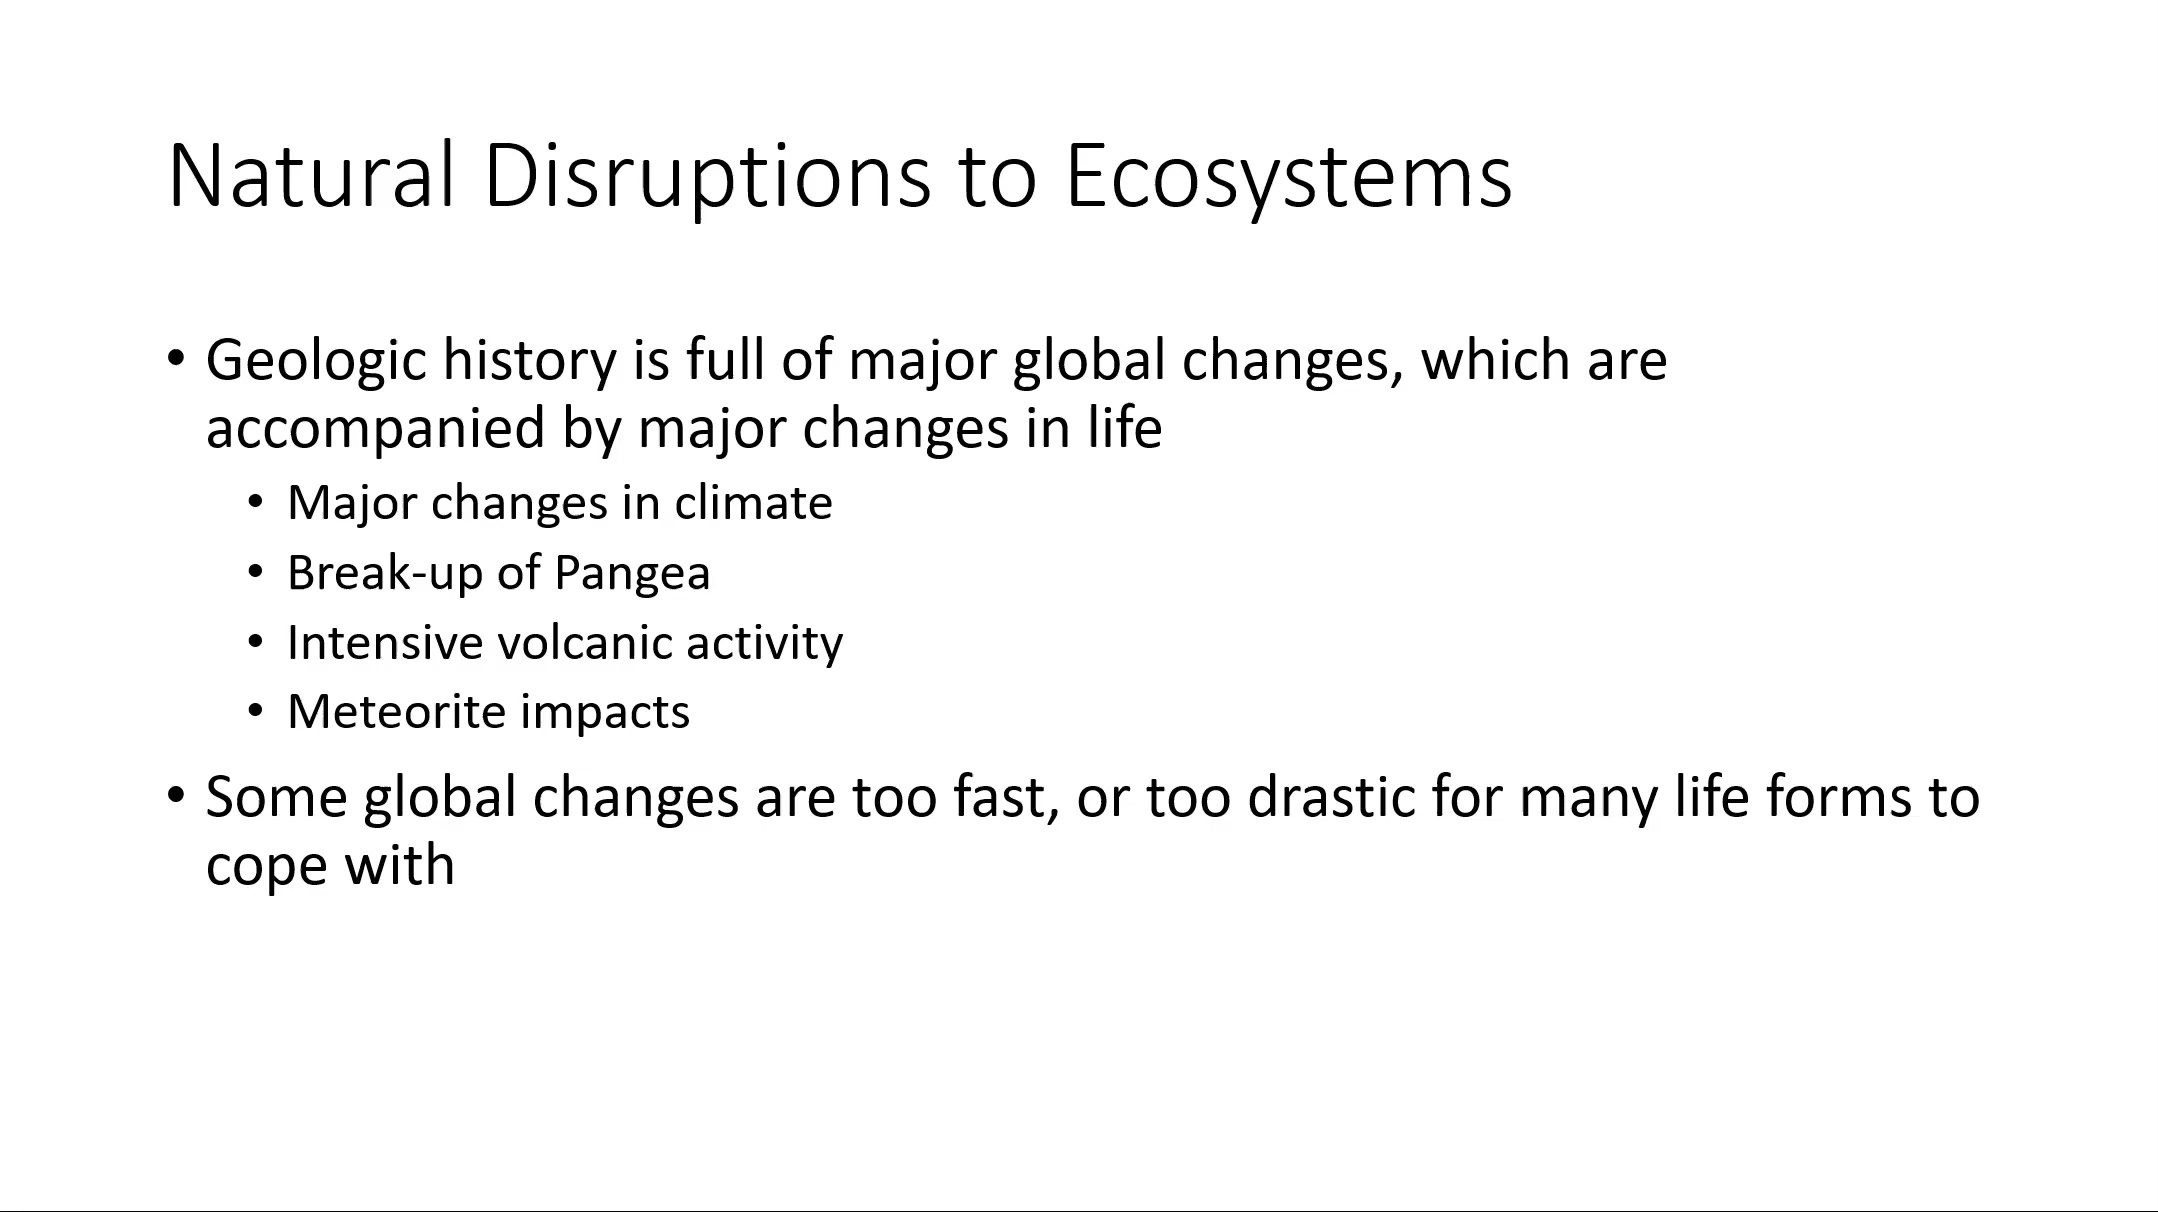 Natural Disruptions to Ecosystems
• Geologic history is full of major global changes, which are
accompanied by major changes in life
• Major changes in climate
• Break-up of Pangea
• Intensive volcanic activity
• Meteorite impacts
• Some global changes are too fast, or too drastic for many life forms to
cope with